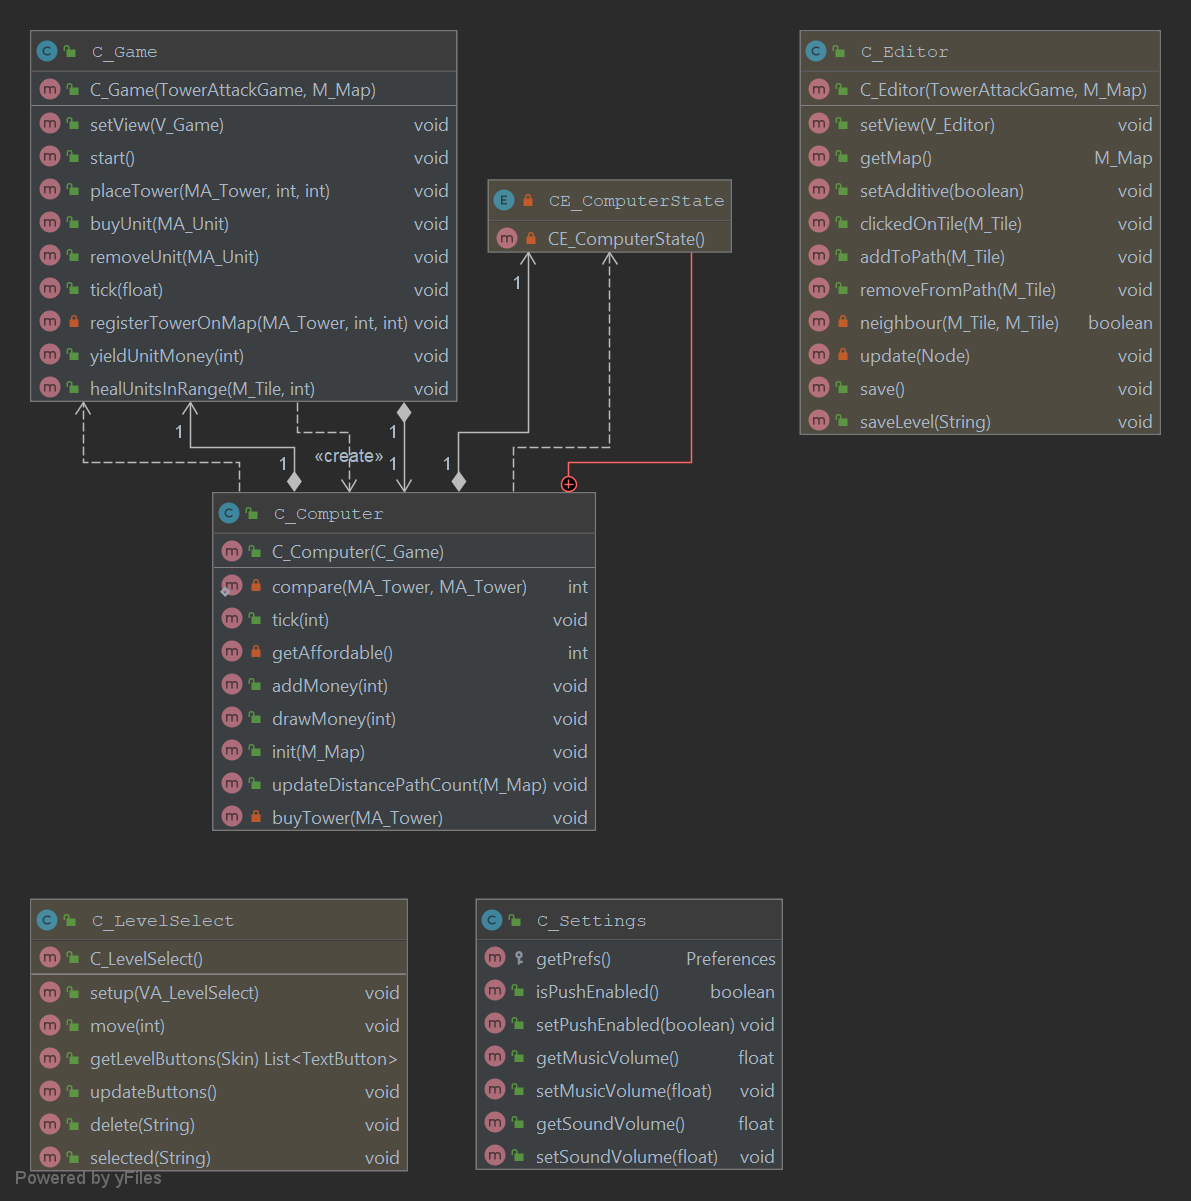 C_Game
C_Game(TowerAttackGame, M_Map)
setView(V_Game) void
start() void
placeTower(MA_Tower, int, int) void
buyUnit(MA_Unit) void
removeUnit(MA_Unit) void
tick(float) void
registerTowerOnMap(MA_Tower, int, int) void
yieldUnitMoney(int) void
healUnitsInRange(M_Tile, int) void
CE_ComputerState
CE_ComputerState()
C_Editor
C_Editor(TowerAttackGame, M_Map)
setView(V_Editor) void
getMap() M_Map
setAdditive(boolean) void
clickedOnTile(M_Tile) void
addToPath(M_Tile) void
removeFromPath(M_Tile) void
neighbour(M_Tile, M_Tile) boolean
update(Node) void
save() void
saveLevel(String) void
1
1 1
1 «create» 1 1
C_Computer
C_Computer(C_Game)
compare(MA_Tower, MA_Tower) int
tick(int) void
getAffordable() int
addMoney(int) void
drawMoney(int) void
init(M_Map) void
updateDistancePathCount(M_Map) void
buyTower(MA_Tower) void
C_LevelSelect
C_LevelSelect()
setup(VA_LevelSelect) void
move(int) void
getLevelButtons(Skin) List<TextButton>
updateButtons() void
delete(String) void
selected(String) void
C_Settings
getPrefs() Preferences
isPushEnabled() boolean
setPushEnabled(boolean) void
getMusicVolume() float
setMusicVolume(float) void
getSoundVolume() float
setSoundVolume(float) void
Powered by yFiles